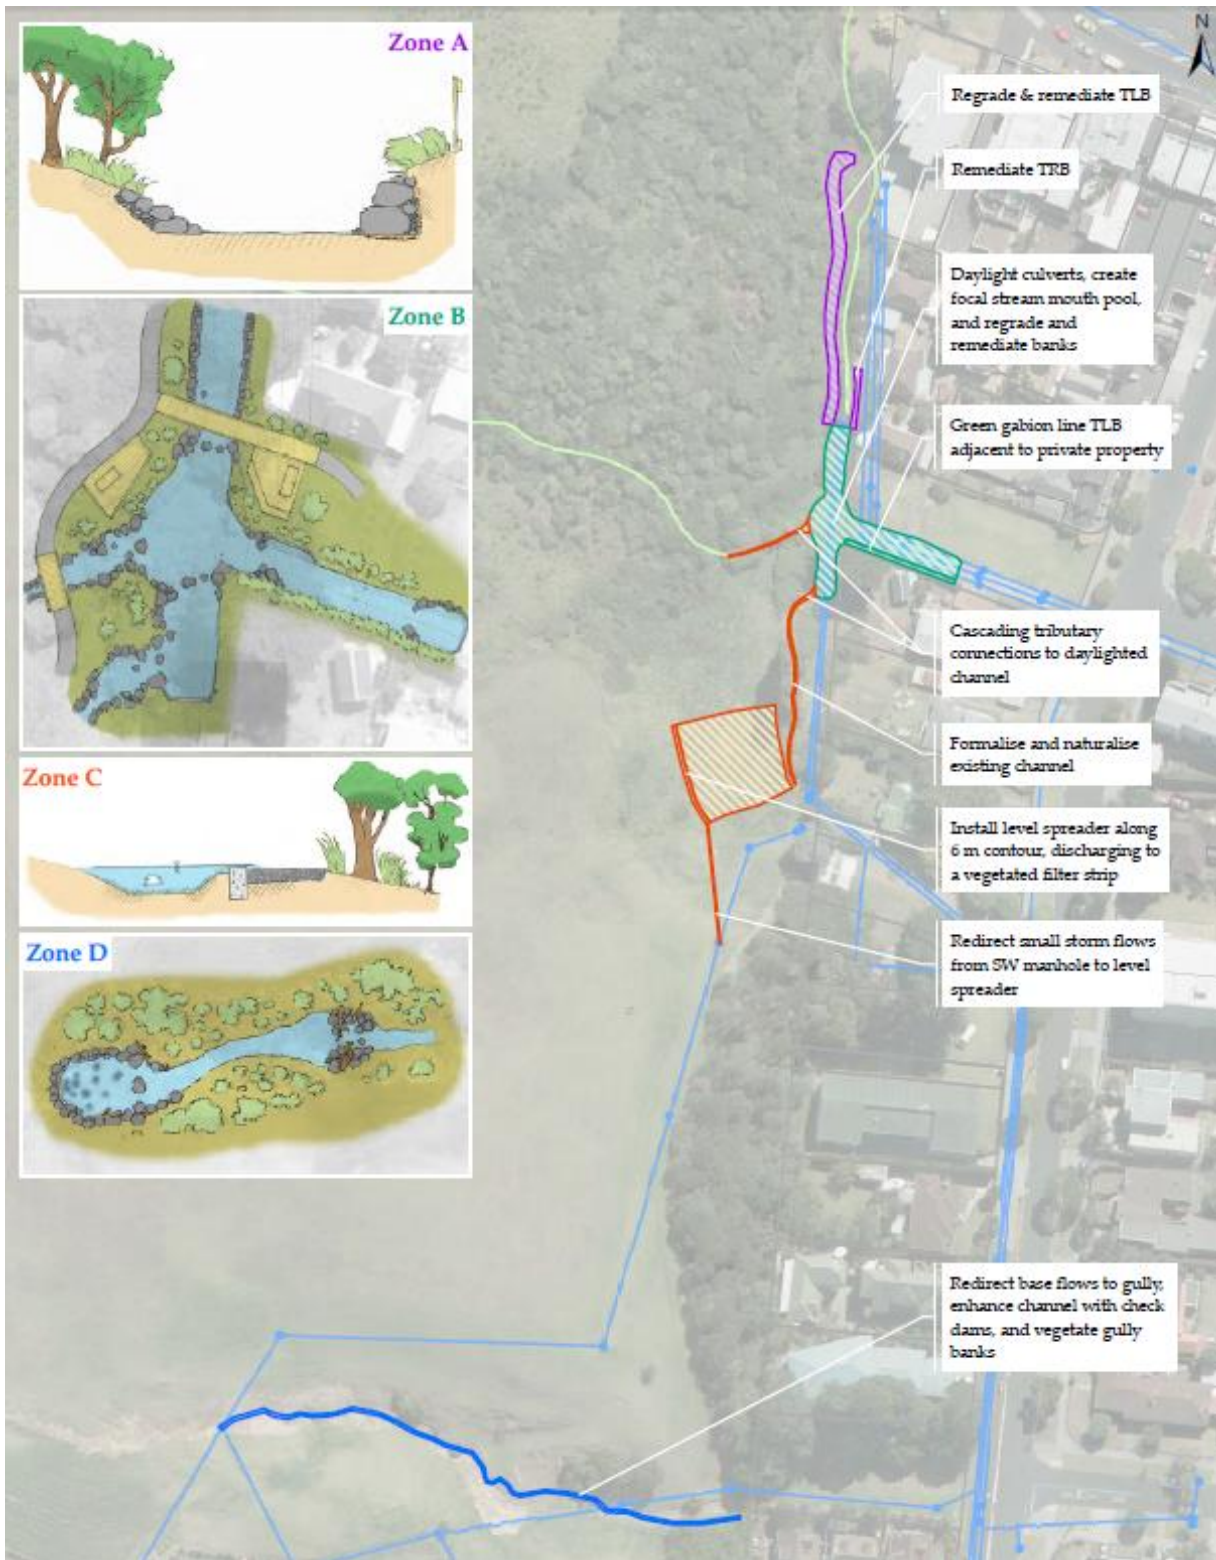 Zone A
N
Regrade & remediate TLB
Remediate TRB
Daylight culverts, create
focal stream mouth pool,
and regrade and
remediate banks
Zone B
Green gabion line TLB
adjacent to private property
Cascading tributary
connections to daylighted
channel
Formalise and naturalise
existing channel
Zone C
Install level spreader along
6 m contour, discharging to
a vegetated filter strip
Zone D
Redirect small storm flows
from SW manhole to level
spreader
Redirect base flows to gully,
enhance channel with check
dams, and vegetate gully
banks